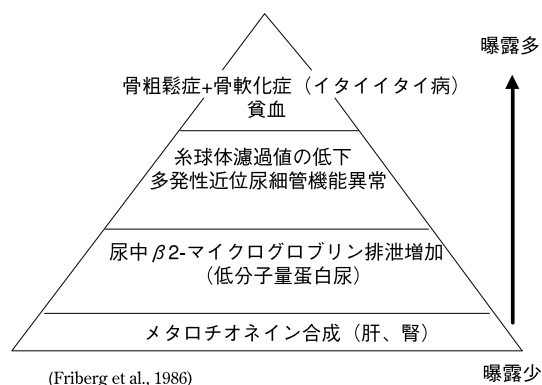 曝露多
骨粗鬆症+骨軟化症（イタイイタイ病）
貧血
糸球体濾過値の低下
多発性近位尿細管機能異常
尿中β2-マイクログロブリン排泄増加
（低分子量蛋白尿）
メタロチオネイン合成（肝、腎）
曝露少
(Friberg et al., 1986)